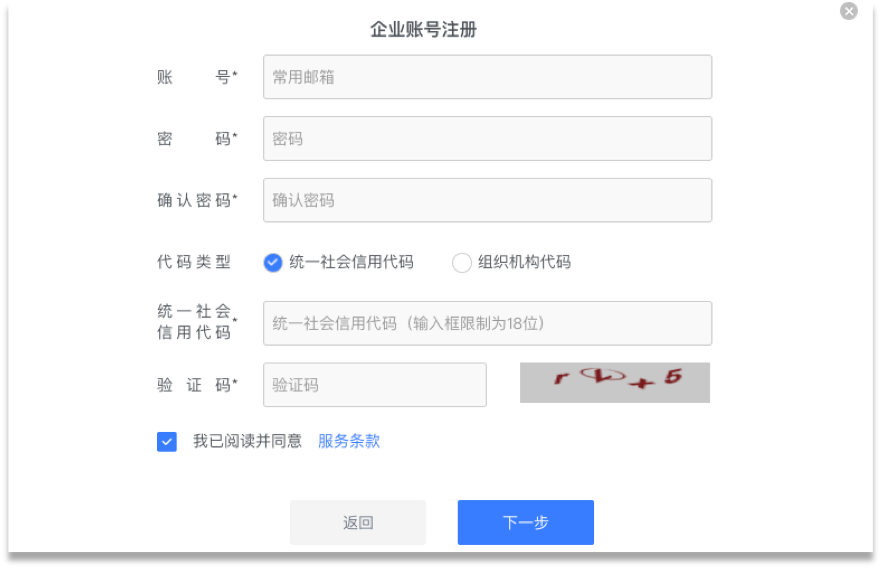 企业账号注册
账 号* 常用邮箱
密 码* 密码
确认密码* 确认密码
代码类型 统一社会信用代码 组织机构代码
统一社会
信用代码* 统一社会信用代码（输入框限制为18位）
验 证 码* 验证码
我已阅读并同意 服务条款
返回 下一步